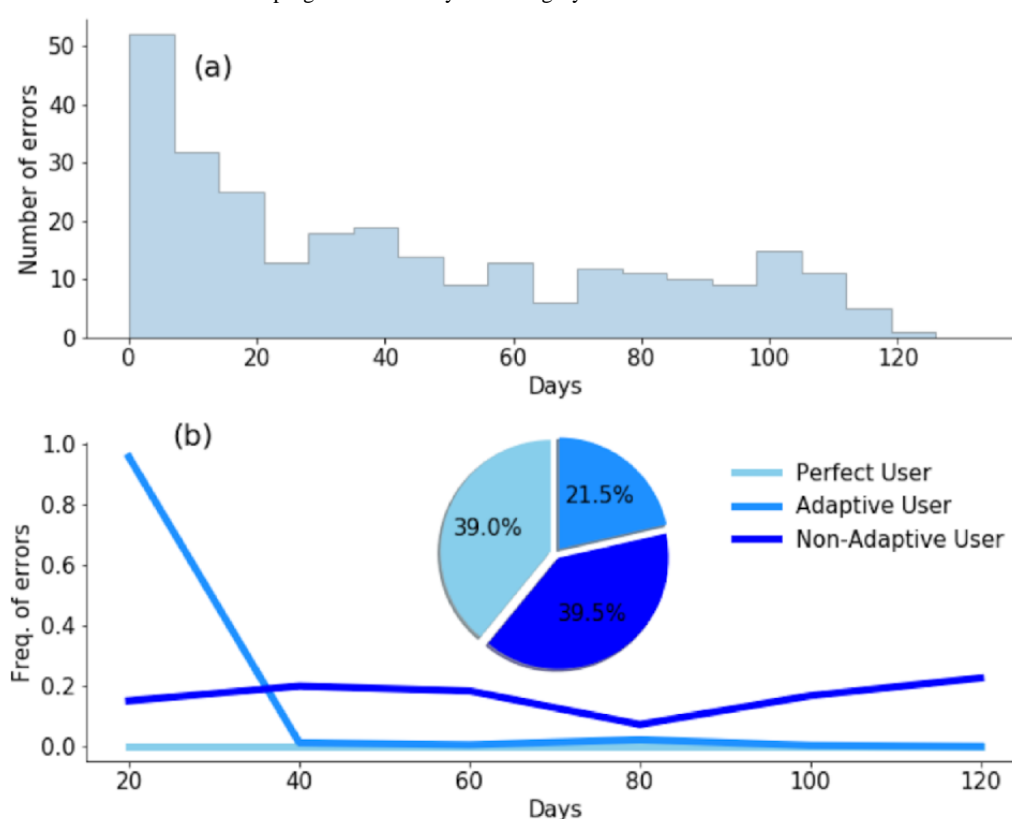 (a)
Number of errors
50
40
30
20
10
0
0 20 40 60 80 100 120
Days
(b)
Freq. of errors
1.0
0.8
0.6
0.4
0.2
0.0
39.0%
21.5%
39.5%
Perfect User
Adaptive User
Non-Adaptive User
20 40 60 80 100 120
Days